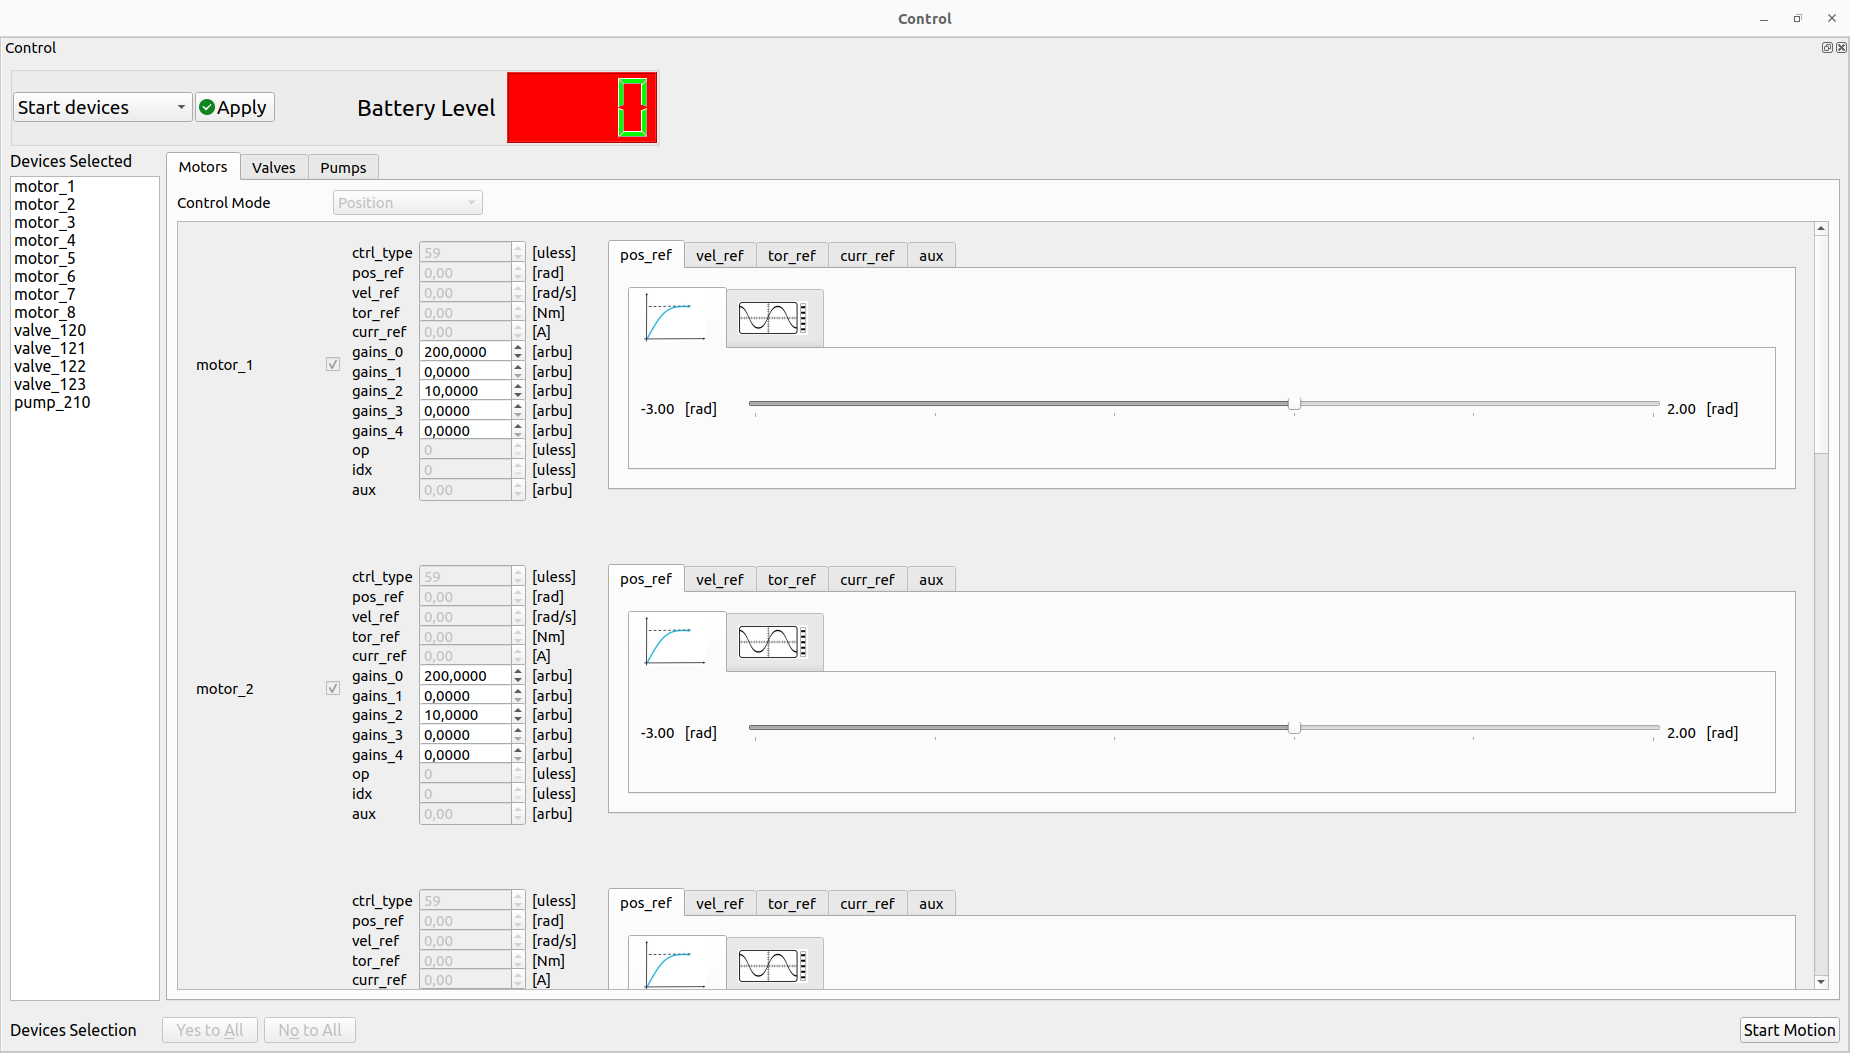 Control
Control
Start devices
Apply
Battery Level
0
Devices Selected
motor_1
motor_2
motor_3
motor_4
motor_5
motor_6
motor_7
motor_8
valve_120
valve_121
valve_122
valve_123
pump_210
Motors Valves Pumps
Control Mode Position
motor_1
ctrl_type 59 [uless]
pos_ref 0,00 [rad]
vel_ref 0,00 [rad/s]
tor_ref 0,00 [Nm]
curr_ref 0,00 [A]
gains_0 200,0000 [arbu]
gains_1 0,0000 [arbu]
gains_2 10,0000 [arbu]
gains_3 0,0000 [arbu]
gains_4 0,0000 [arbu]
op 0 [uless]
idx 0 [uless]
aux 0,00 [arbu]
pos_ref vel_ref tor_ref curr_ref aux
-3.00 [rad] 2.00 [rad]
motor_2
ctrl_type 59 [uless]
pos_ref 0,00 [rad]
vel_ref 0,00 [rad/s]
tor_ref 0,00 [Nm]
curr_ref 0,00 [A]
gains_0 200,0000 [arbu]
gains_1 0,0000 [arbu]
gains_2 10,0000 [arbu]
gains_3 0,0000 [arbu]
gains_4 0,0000 [arbu]
op 0 [uless]
idx 0 [uless]
aux 0,00 [arbu]
pos_ref vel_ref tor_ref curr_ref aux
-3.00 [rad] 2.00 [rad]
ctrl_type 59 [uless]
pos_ref 0,00 [rad]
vel_ref 0,00 [rad/s]
tor_ref 0,00 [Nm]
curr_ref 0,00 [A]
pos_ref vel_ref tor_ref curr_ref aux
Devices Selection Yes to All No to All
Start Motion